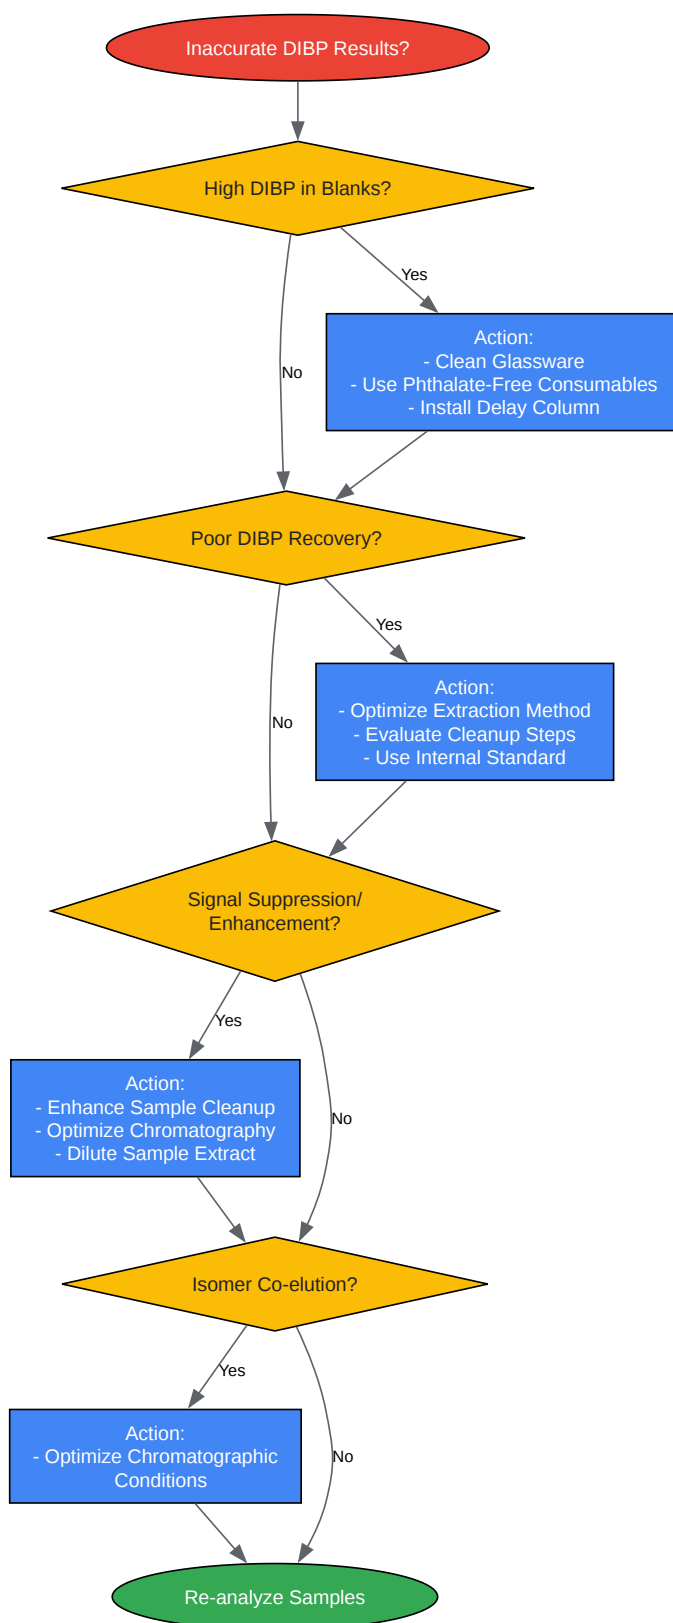 Inaccurate DIBP Results?
High DIBP in Blanks?
Yes
Action:
- Clean Glassware
- Use Phthalate-Free Consumables
- Install Delay Column
No
Poor DIBP Recovery?
Yes
Action:
- Optimize Extraction Method
- Evaluate Cleanup Steps
- Use Internal Standard
No
Signal Suppression/
Enhancement?
Yes
Action:
- Enhance Sample Cleanup
- Optimize Chromatography
- Dilute Sample Extract
No
Isomer Co-elution?
Yes
Action:
- Optimize Chromatographic
Conditions
No
Re-analyze Samples